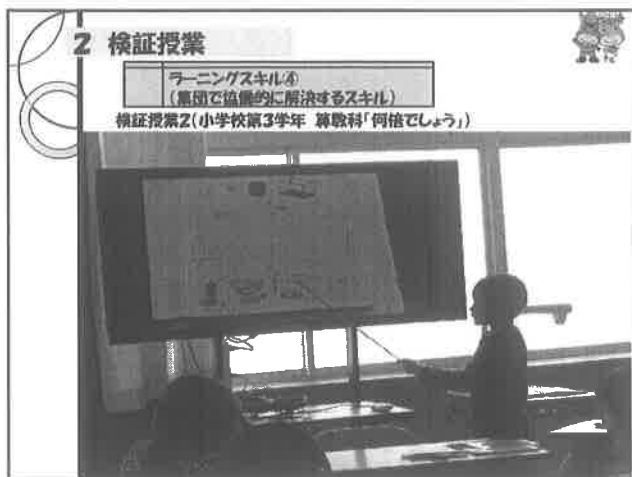 2 検証授業
ラーニングスキル④
(集団で協働的に解決するスキル)
検証授業2(小学校第3学年 算数科「何倍でしょう」)